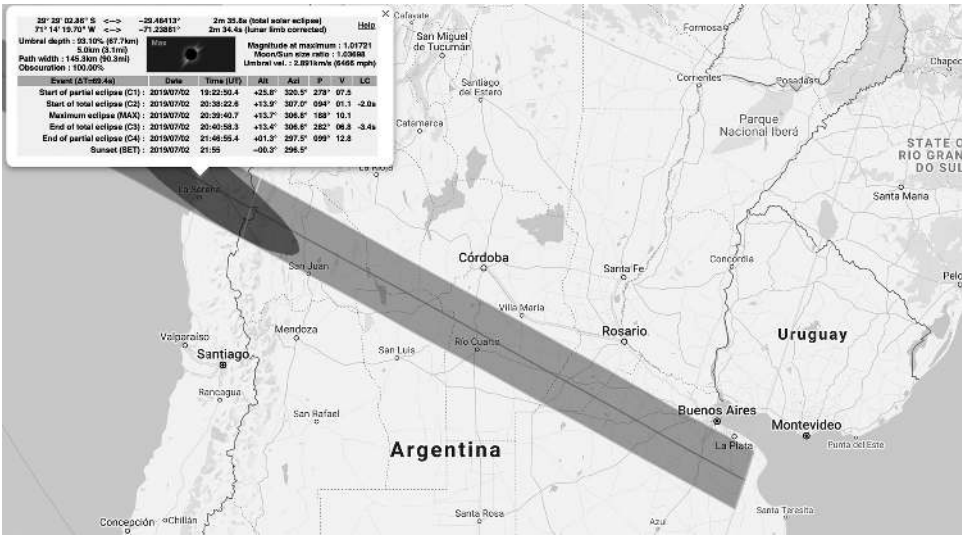 ×
29° 29' 02.86" S <--> -29.48413° 2m 35.8s (total solar eclipse)
71° 14' 19.70" W <--> -71.23881° 2m 34.4s (lunar limb corrected)
Help
Umbral depth : 93.10% (67.7km)
5.0km (3.1mi)
Path width : 145.3km (90.3mi)
Obscuration : 100.00%
Max
Magnitude at maximum : 1.01721
Moon/Sun size ratio : 1.03698
Umbral vel. : 2.891km/s (6466 mph)
Event (ΔT=69.4s) Date Time (UT) Alt Azi P V LC
Start of partial eclipse (C1) : 2019/07/02 19:22:50.4 +25.8° 320.5° 278° 07.5
Start of total eclipse (C2) : 2019/07/02 20:38:22.6 +13.9° 307.0° 094° 01.1 -2.0s
Maximum eclipse (MAX) : 2019/07/02 20:39:40.7 +13.7° 306.8° 188° 10.1
End of total eclipse (C3) : 2019/07/02 20:40:58.3 +13.4° 306.6° 282° 06.8 -3.4s
End of partial eclipse (C4) : 2019/07/02 21:46:55.4 +01.3° 297.5° 099° 12.8
Sunset (SET) : 2019/07/02 21:55 -00.3° 296.5°
Cafayate
San Miguel
de Tucumán
Formosa
Santiago
del Estero
Corrientes
Posadas
Chapec
Catamarca
Parque
Nacional Iberá
STATE O
RIO GRAN
DO SUL
La Rioja
La Serena
Santa Maria
San Juan
Córdoba
Santa Fe
Concordia
Pelo
Villa Maria
Valparaíso
Mendoza
Rosario
Uruguay
Santiago
San Luis
Río Cuarto
Rancagua
San Rafael
Buenos Aires
Montevideo
La Plata
Punta del Este
Argentina
Concepción
Chillán
Santa Rosa
Azul
Santa Teresita